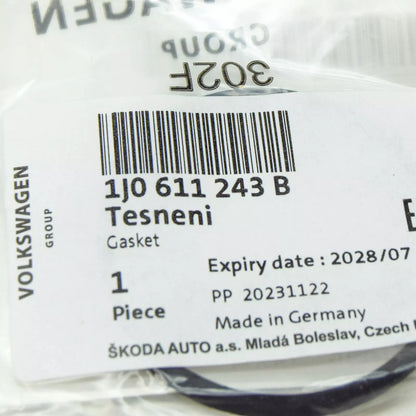 WAGEN
GROUP
302F
VOLKSWAGEN
GROUP
1J0 611 243 B
Tesneni
Gasket
Expiry date : 2028/07
1
Piece
PP 20231122
Made in Germany
ŠKODA AUTO a.s. Mladá Boleslav, Czech